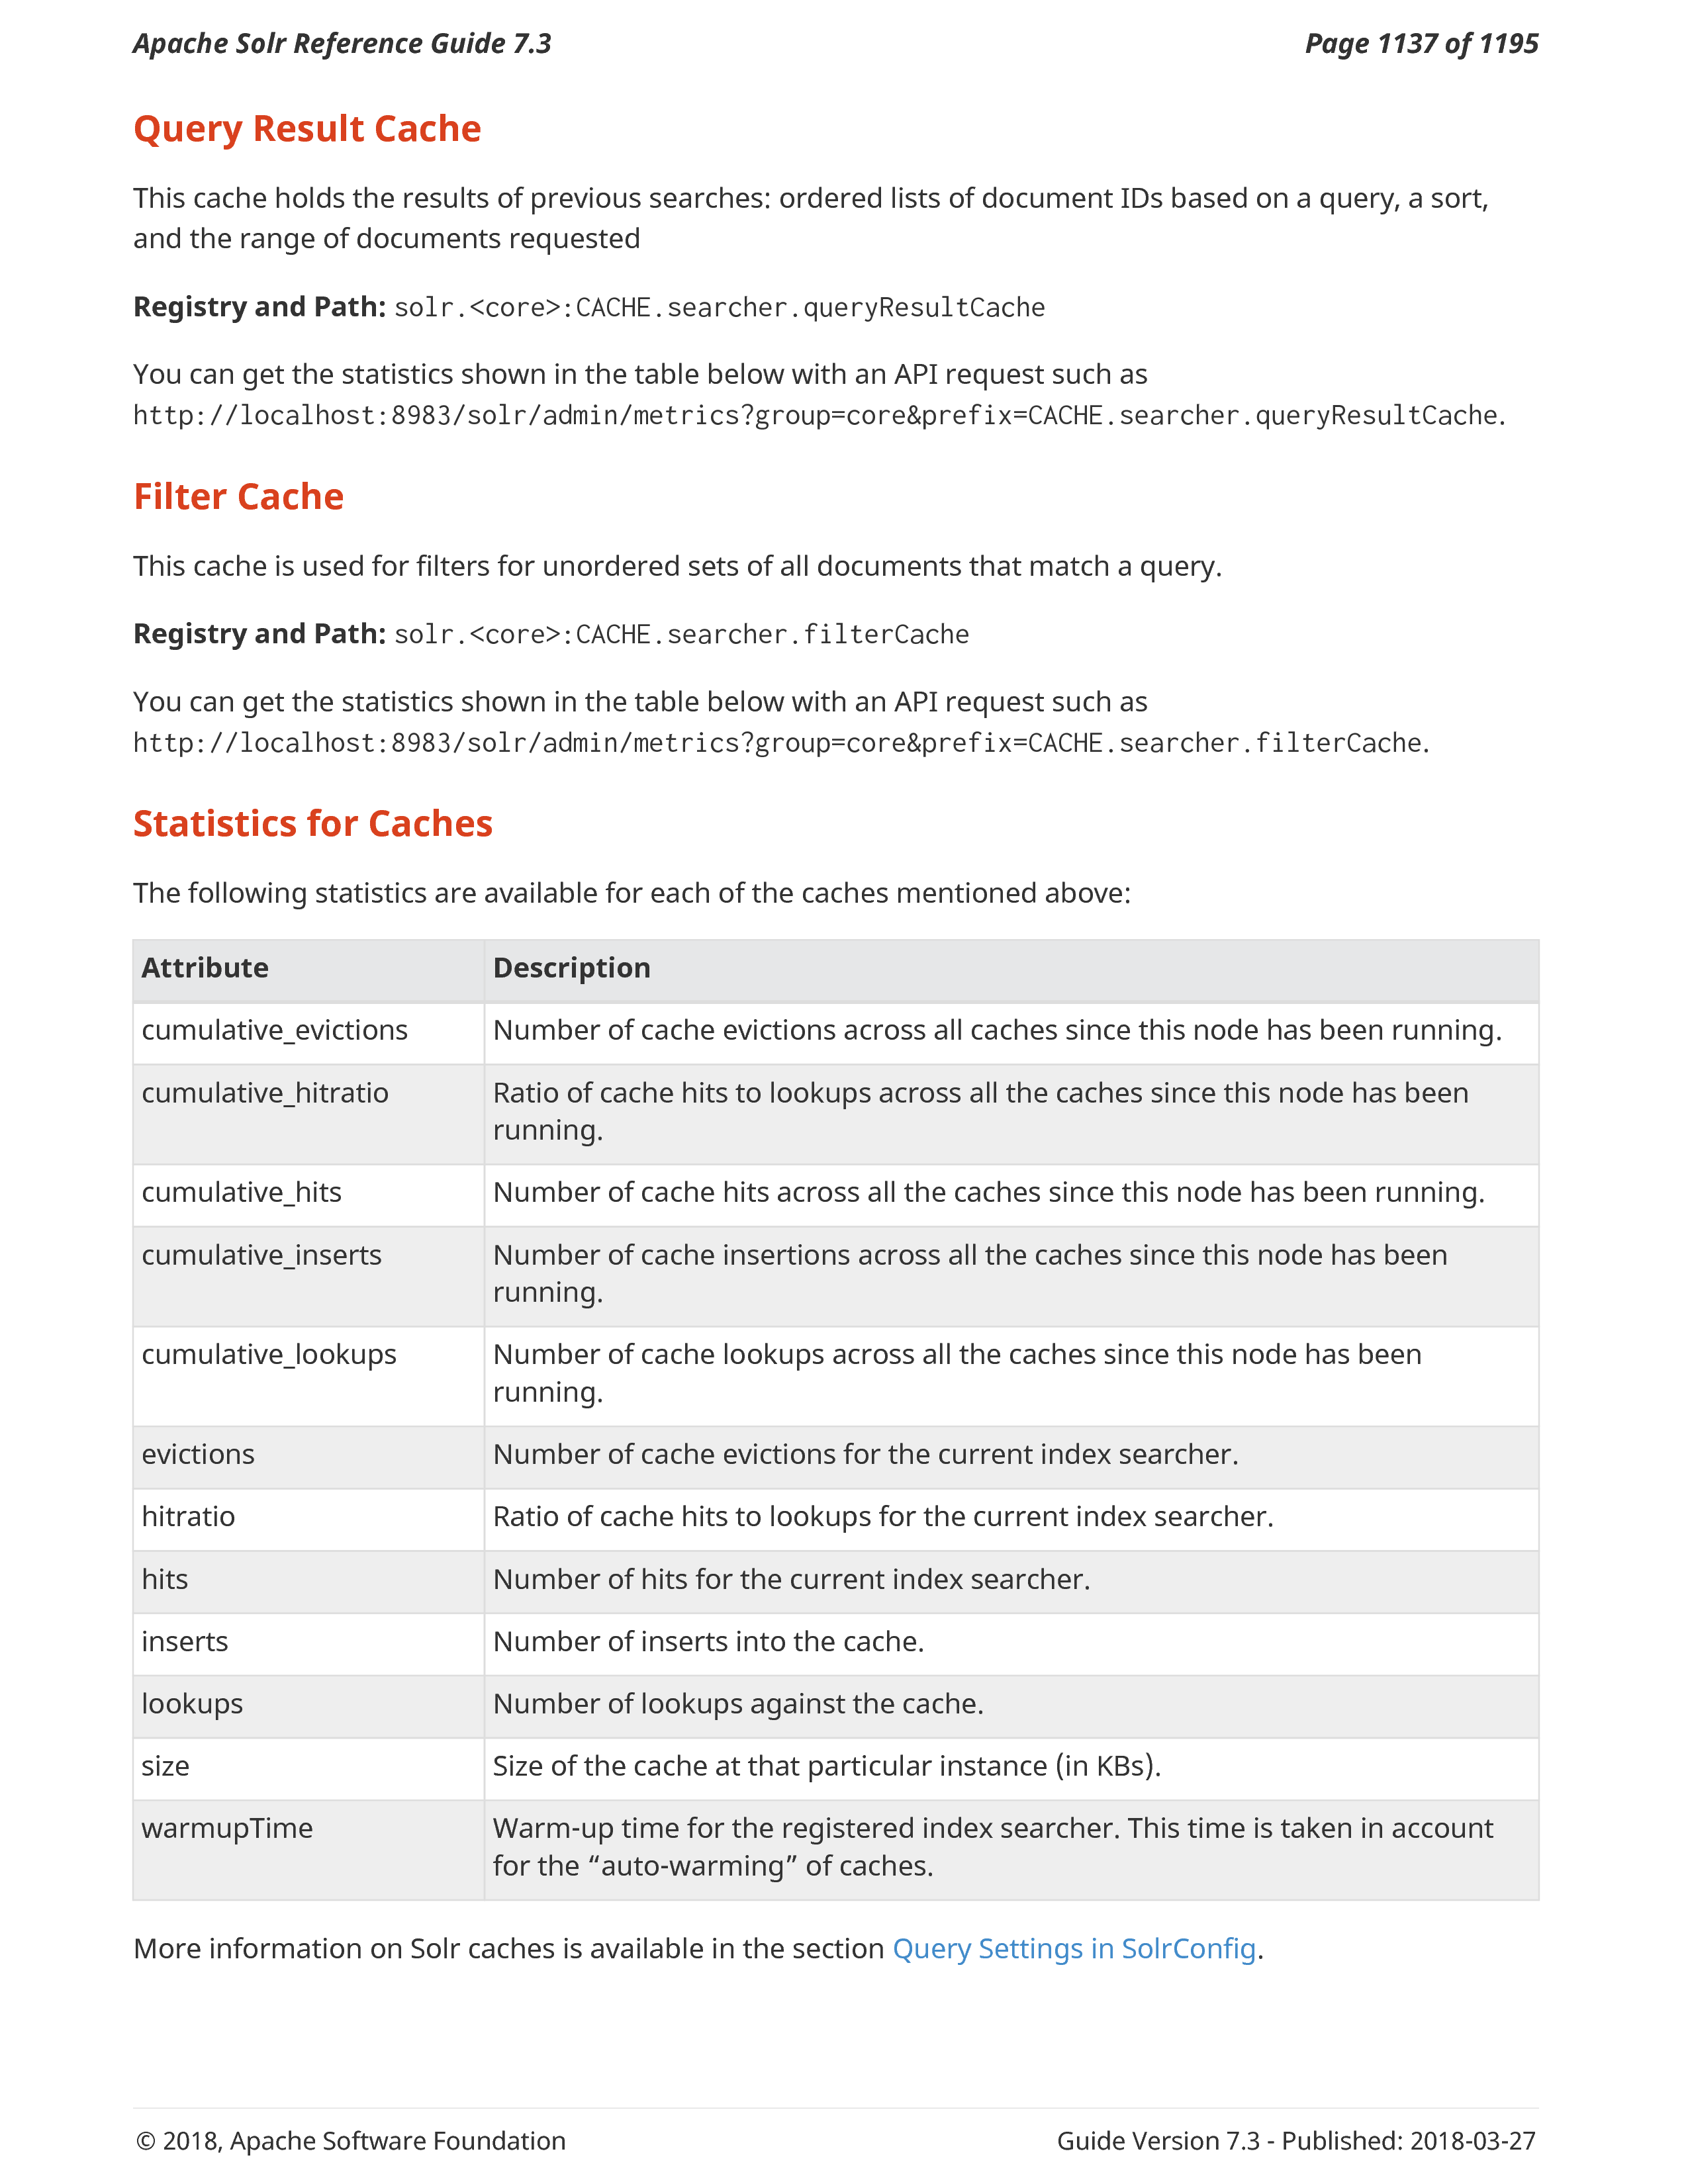 Apache Solr Reference Guide 7.3 Page 1137 of 1195
Query Result Cache
This cache holds the results of previous searches: ordered lists of document IDs based on a query, a sort,
and the range of documents requested
Registry and Path: solr.<core>:CACHE.searcher.queryResultCache
You can get the statistics shown in the table below with an API request such as
http://localhost:8983/solr/admin/metrics?group=core&prefix=CACHE.searcher.queryResultCache.
Filter Cache
This cache is used for filters for unordered sets of all documents that match a query.
Registry and Path: solr.<core>:CACHE.searcher.filterCache
You can get the statistics shown in the table below with an API request such as
http://localhost:8983/solr/admin/metrics?group=core&prefix=CACHE.searcher.filterCache.
Statistics for Caches
The following statistics are available for each of the caches mentioned above:
Attribute Description
cumulative_evictions Number of cache evictions across all caches since this node has been running.
cumulative_hitratio Ratio of cache hits to lookups across all the caches since this node has been
running.
cumulative_hits Number of cache hits across all the caches since this node has been running.
cumulative_inserts Number of cache insertions across all the caches since this node has been
running.
cumulative_lookups Number of cache lookups across all the caches since this node has been
running.
evictions Number of cache evictions for the current index searcher.
hitratio Ratio of cache hits to lookups for the current index searcher.
hits Number of hits for the current index searcher.
inserts Number of inserts into the cache.
lookups Number of lookups against the cache.
size Size of the cache at that particular instance (in KBs).
warmupTime Warm-up time for the registered index searcher. This time is taken in account
for the “auto-warming” of caches.
More information on Solr caches is available in the section Query Settings in SolrConfig.
© 2018, Apache Software Foundation Guide Version 7.3 - Published: 2018-03-27